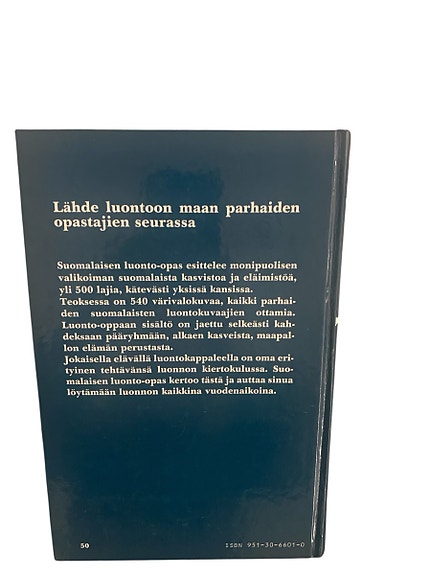 Lähde luontoon maan parhaiden
opastajien seurassa
Suomalaisen luonto-opas esittelee monipuolisen
valikoiman suomalaista kasvistoa ja eläimistöä,
yli 500 lajia, kätevästi yksissä kansissa.
Teoksessa on 540 värivalokuvaa, kaikki parhai-
den suomalaisten luontokuvaajien ottamia.
Luonto-oppaan sisältö on jaettu selkeästi kah-
deksaan pääryhmään, alkaen kasveista, maapal-
lon elämän perustasta.
Jokaisella elävällä luontokappaleella on oma eri-
tyinen tehtävänsä luonnon kiertokulussa. Suo-
malaisen luonto-opas kertoo tästä ja auttaa sinua
löytämään luonnon kaikkina vuodenaikoina.
50
ISBN 951-30-6601-0